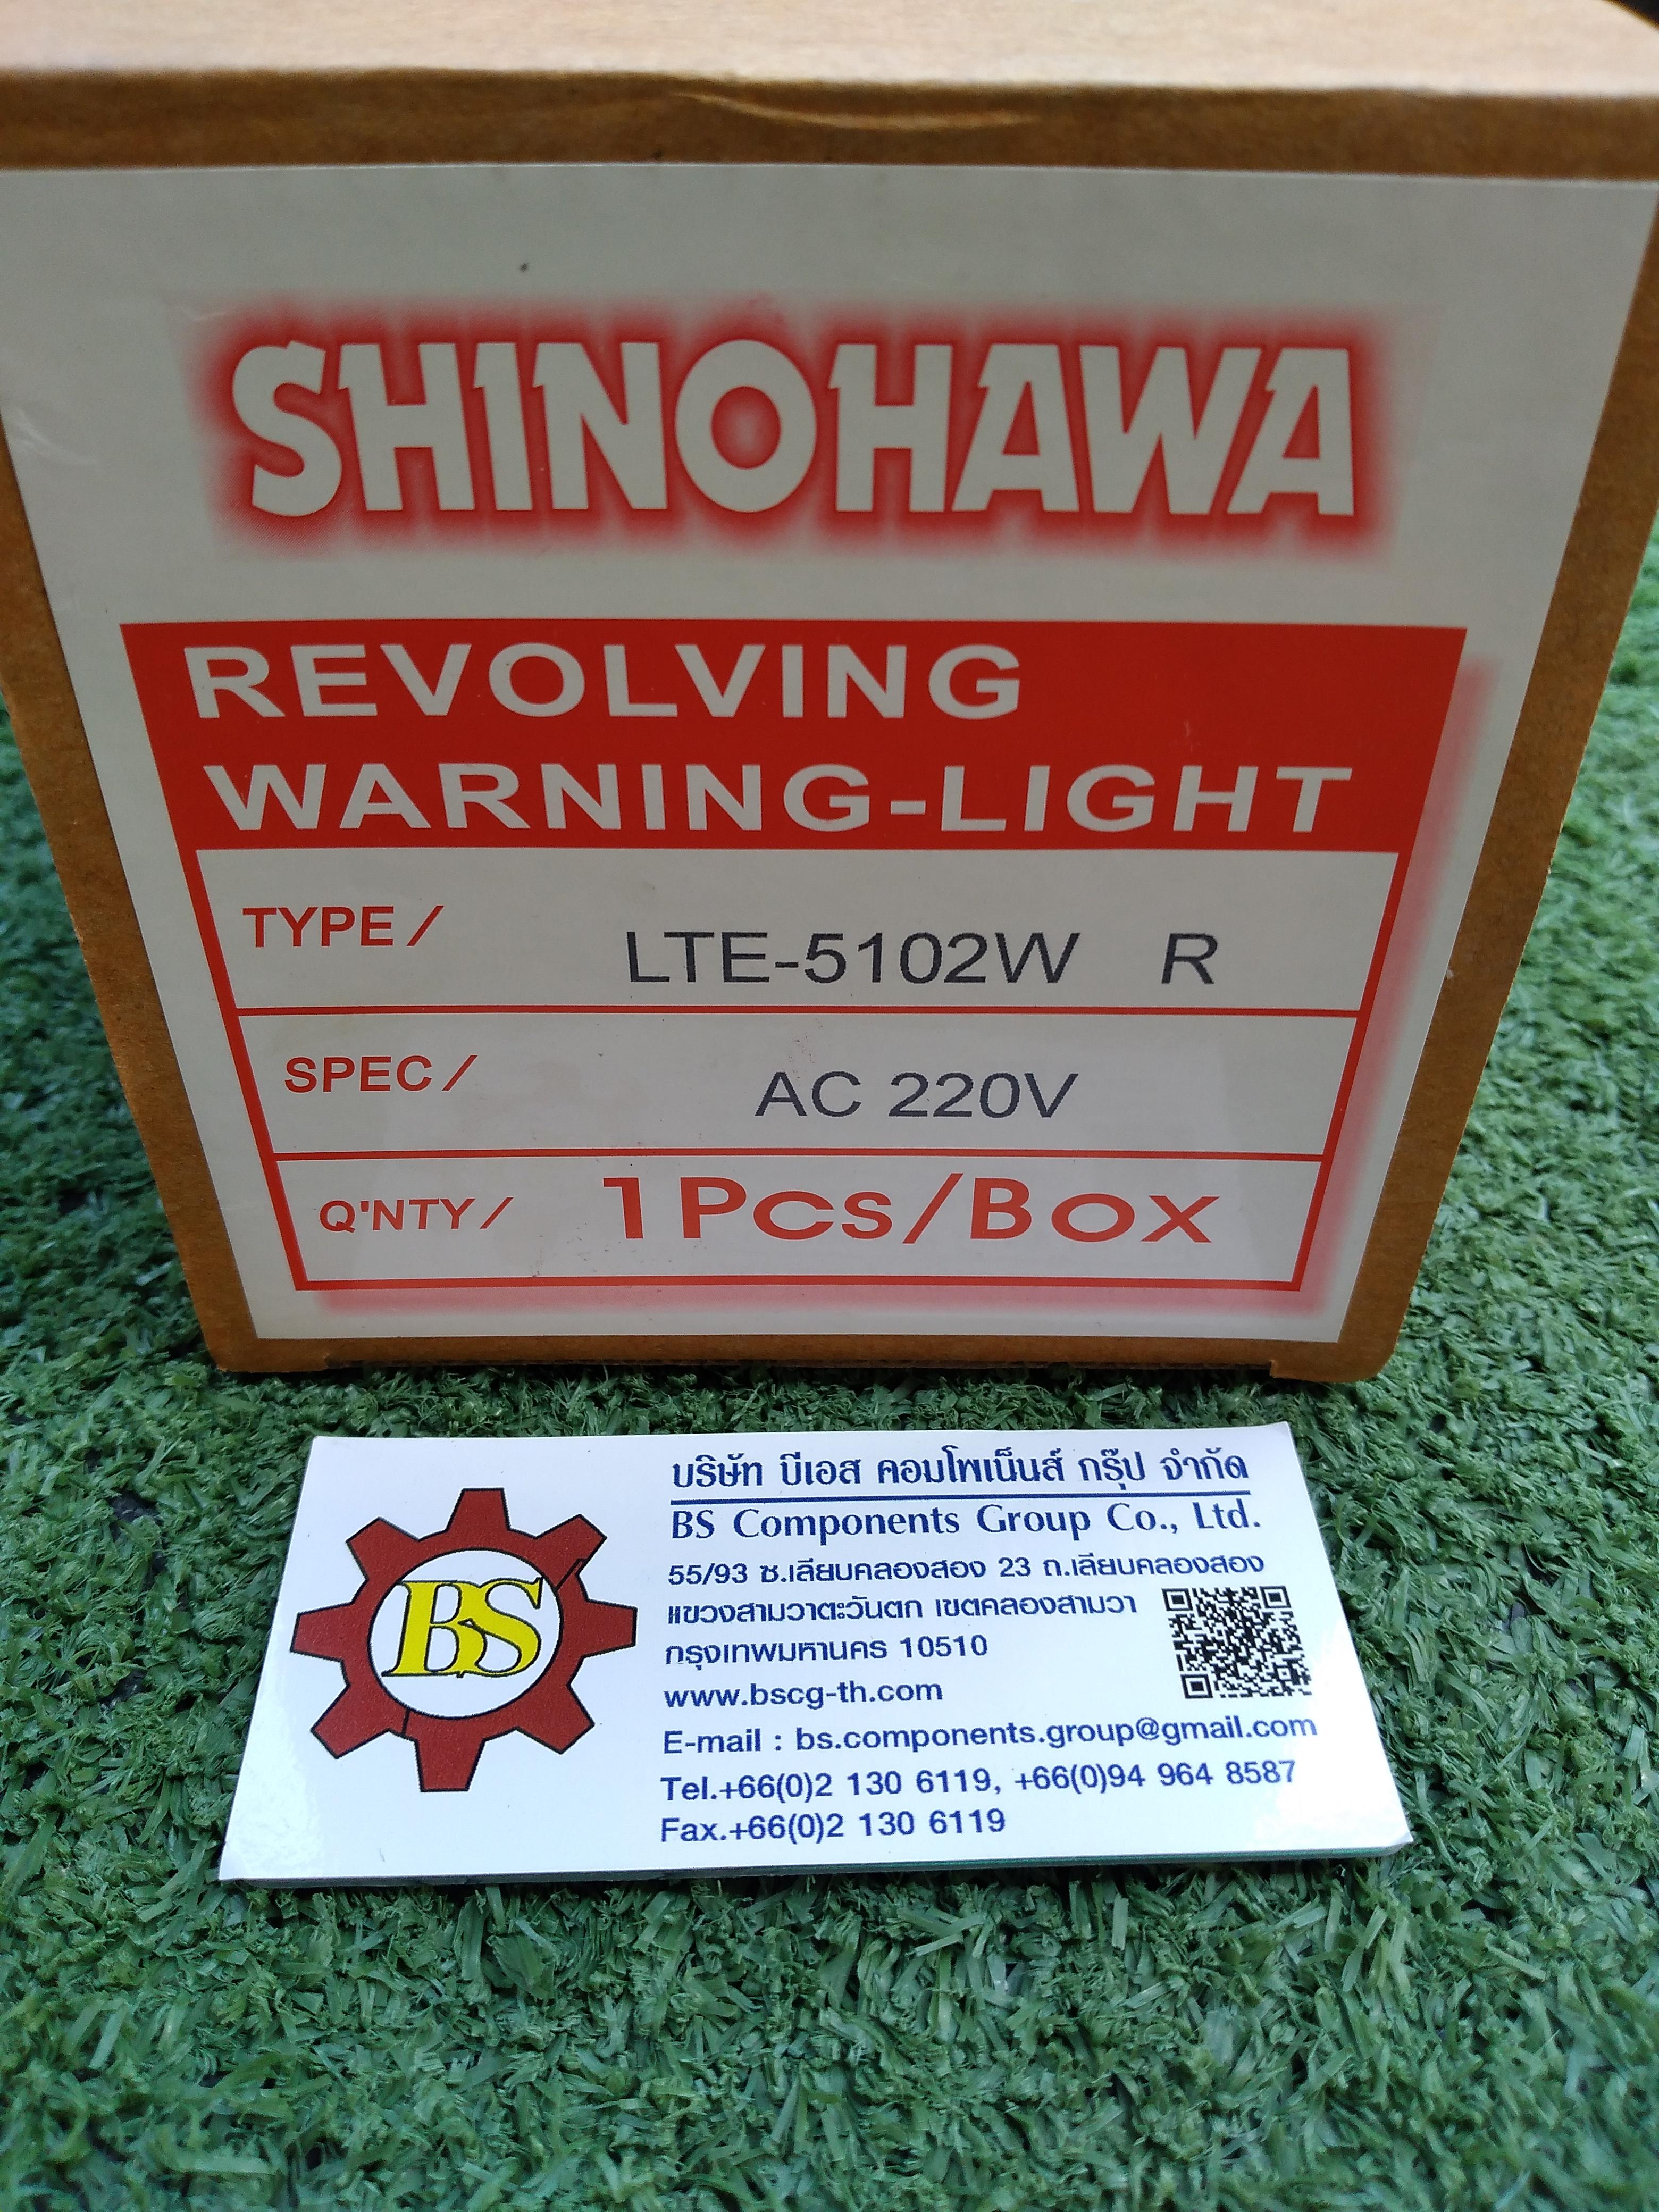 SHINOHAWA
REVOLVING
WARNING-LIGHT
TYPE / LTE-5102W R
SPEC / AC 220V
Q'NTY / 1Pcs/Box
บริษัท บีเอส คอมโพเน็นส์ กรุ๊ป จำกัด
BS Components Group Co., Ltd.
55/93 ซ.เลียบคลองสอง 23 ถ.เลียบคลองสอง
แขวงสามวาตะวันตก เขตคลองสามวา
กรุงเทพมหานคร 10510
www.bscg-th.com
E-mail : bs.components.group@gmail.com
Tel.+66(0)2 130 6119, +66(0)94 964 8587
Fax.+66(0)2 130 6119
BS